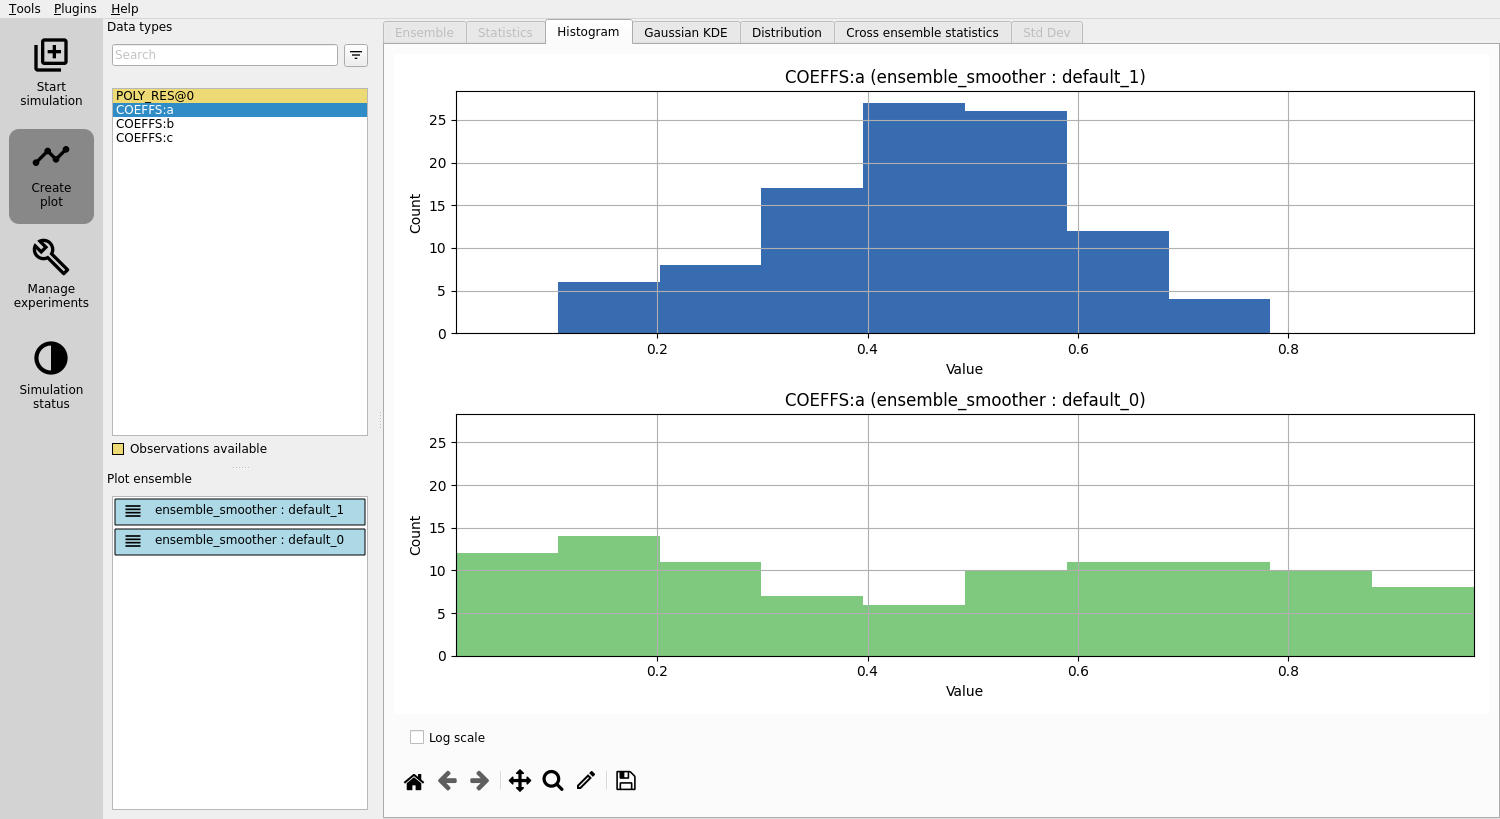 Tools Plugins Help
Start
simulation
Create
plot
Manage
experiments
Simulation
status
Data types
Search
POLY_RES@0
COEFFS:a
COEFFS:b
COEFFS:c
Observations available
Plot ensemble
ensemble_smoother : default_1
ensemble_smoother : default_0
Ensemble Statistics Histogram Gaussian KDE Distribution Cross ensemble statistics Std Dev
COEFFS:a (ensemble_smoother : default_1)
25
20
15
10
5
0
Count
0.2 0.4 0.6 0.8
Value
COEFFS:a (ensemble_smoother : default_0)
25
20
15
10
5
0
Count
0.2 0.4 0.6 0.8
Value
Log scale